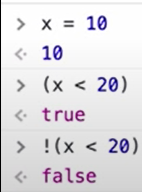 > x = 10
<· 10
> (x < 20)
<· true
> !(x < 20)
<· false